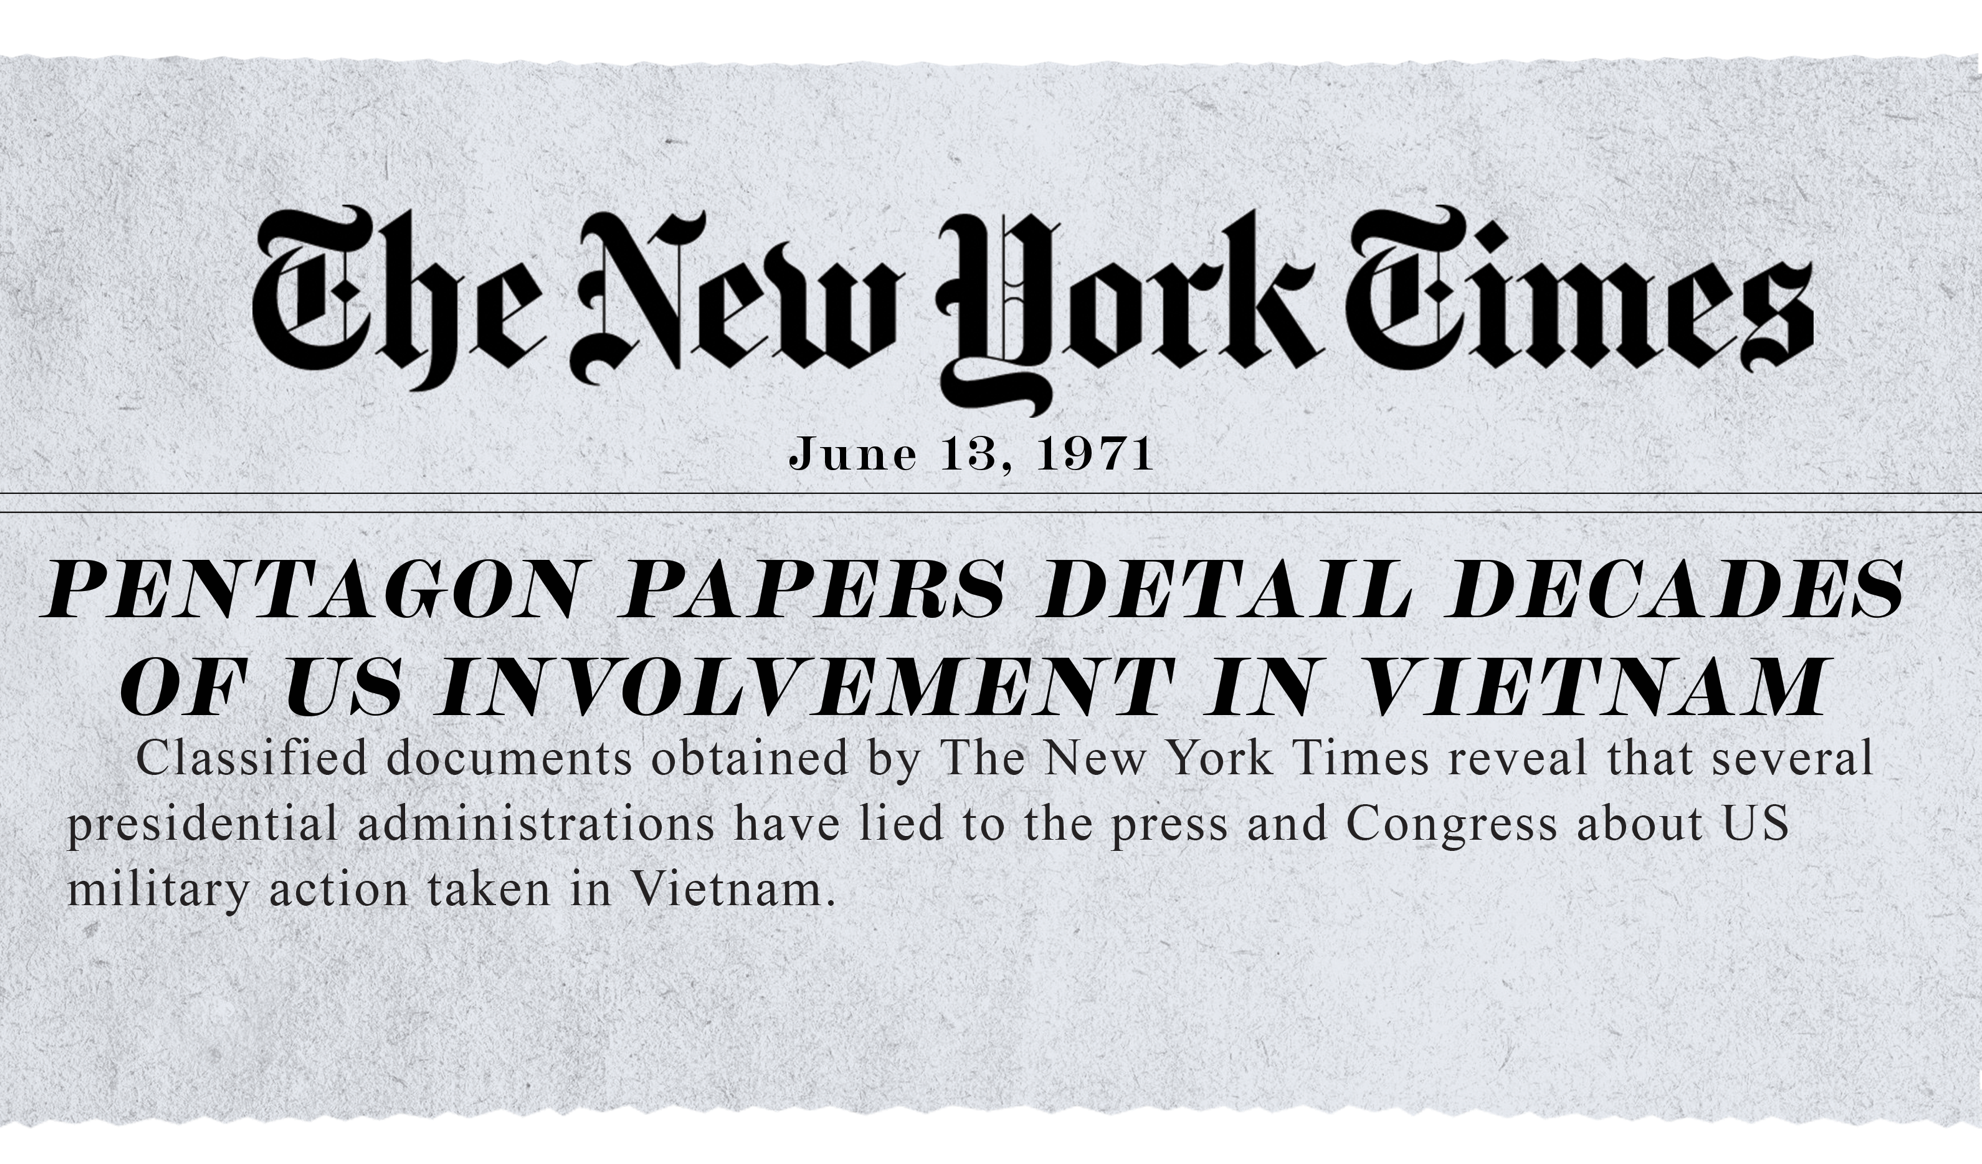 The New York Times
June 13, 1971
PENTAGON PAPERS DETAIL DECADES
OF US INVOLVEMENT IN VIETNAM
Classified documents obtained by The New York Times reveal that several
presidential administrations have lied to the press and Congress about US
military action taken in Vietnam.